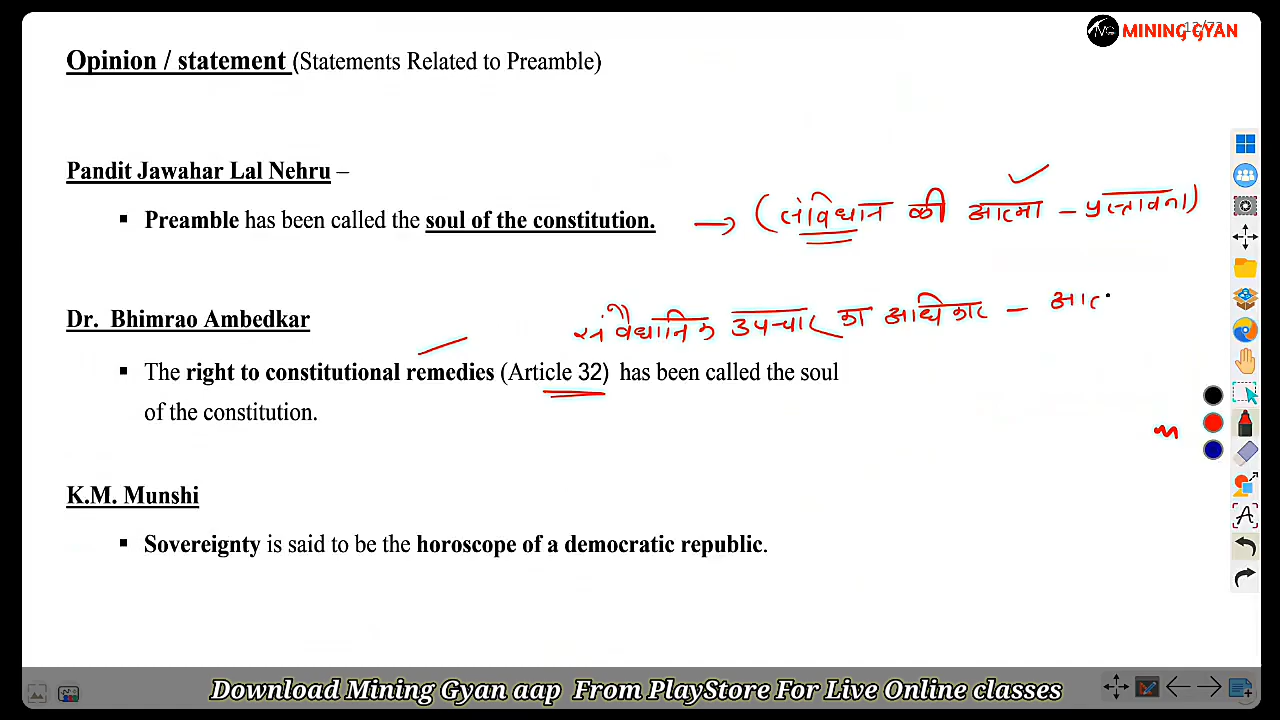 MINING GYAN
Opinion / statement (Statements Related to Preamble)
Pandit Jawahar Lal Nehru –
▪ Preamble has been called the soul of the constitution. → (संविधान की आत्मा – प्रस्तावना)
Dr. Bhimrao Ambedkar
संवैधानिक उपचार का अधिकार –
▪ The right to constitutional remedies (Article 32) has been called the soul
of the constitution.
K.M. Munshi
▪ Sovereignty is said to be the horoscope of a democratic republic.
Download Mining Gyan aap From PlayStore For Live Online classes